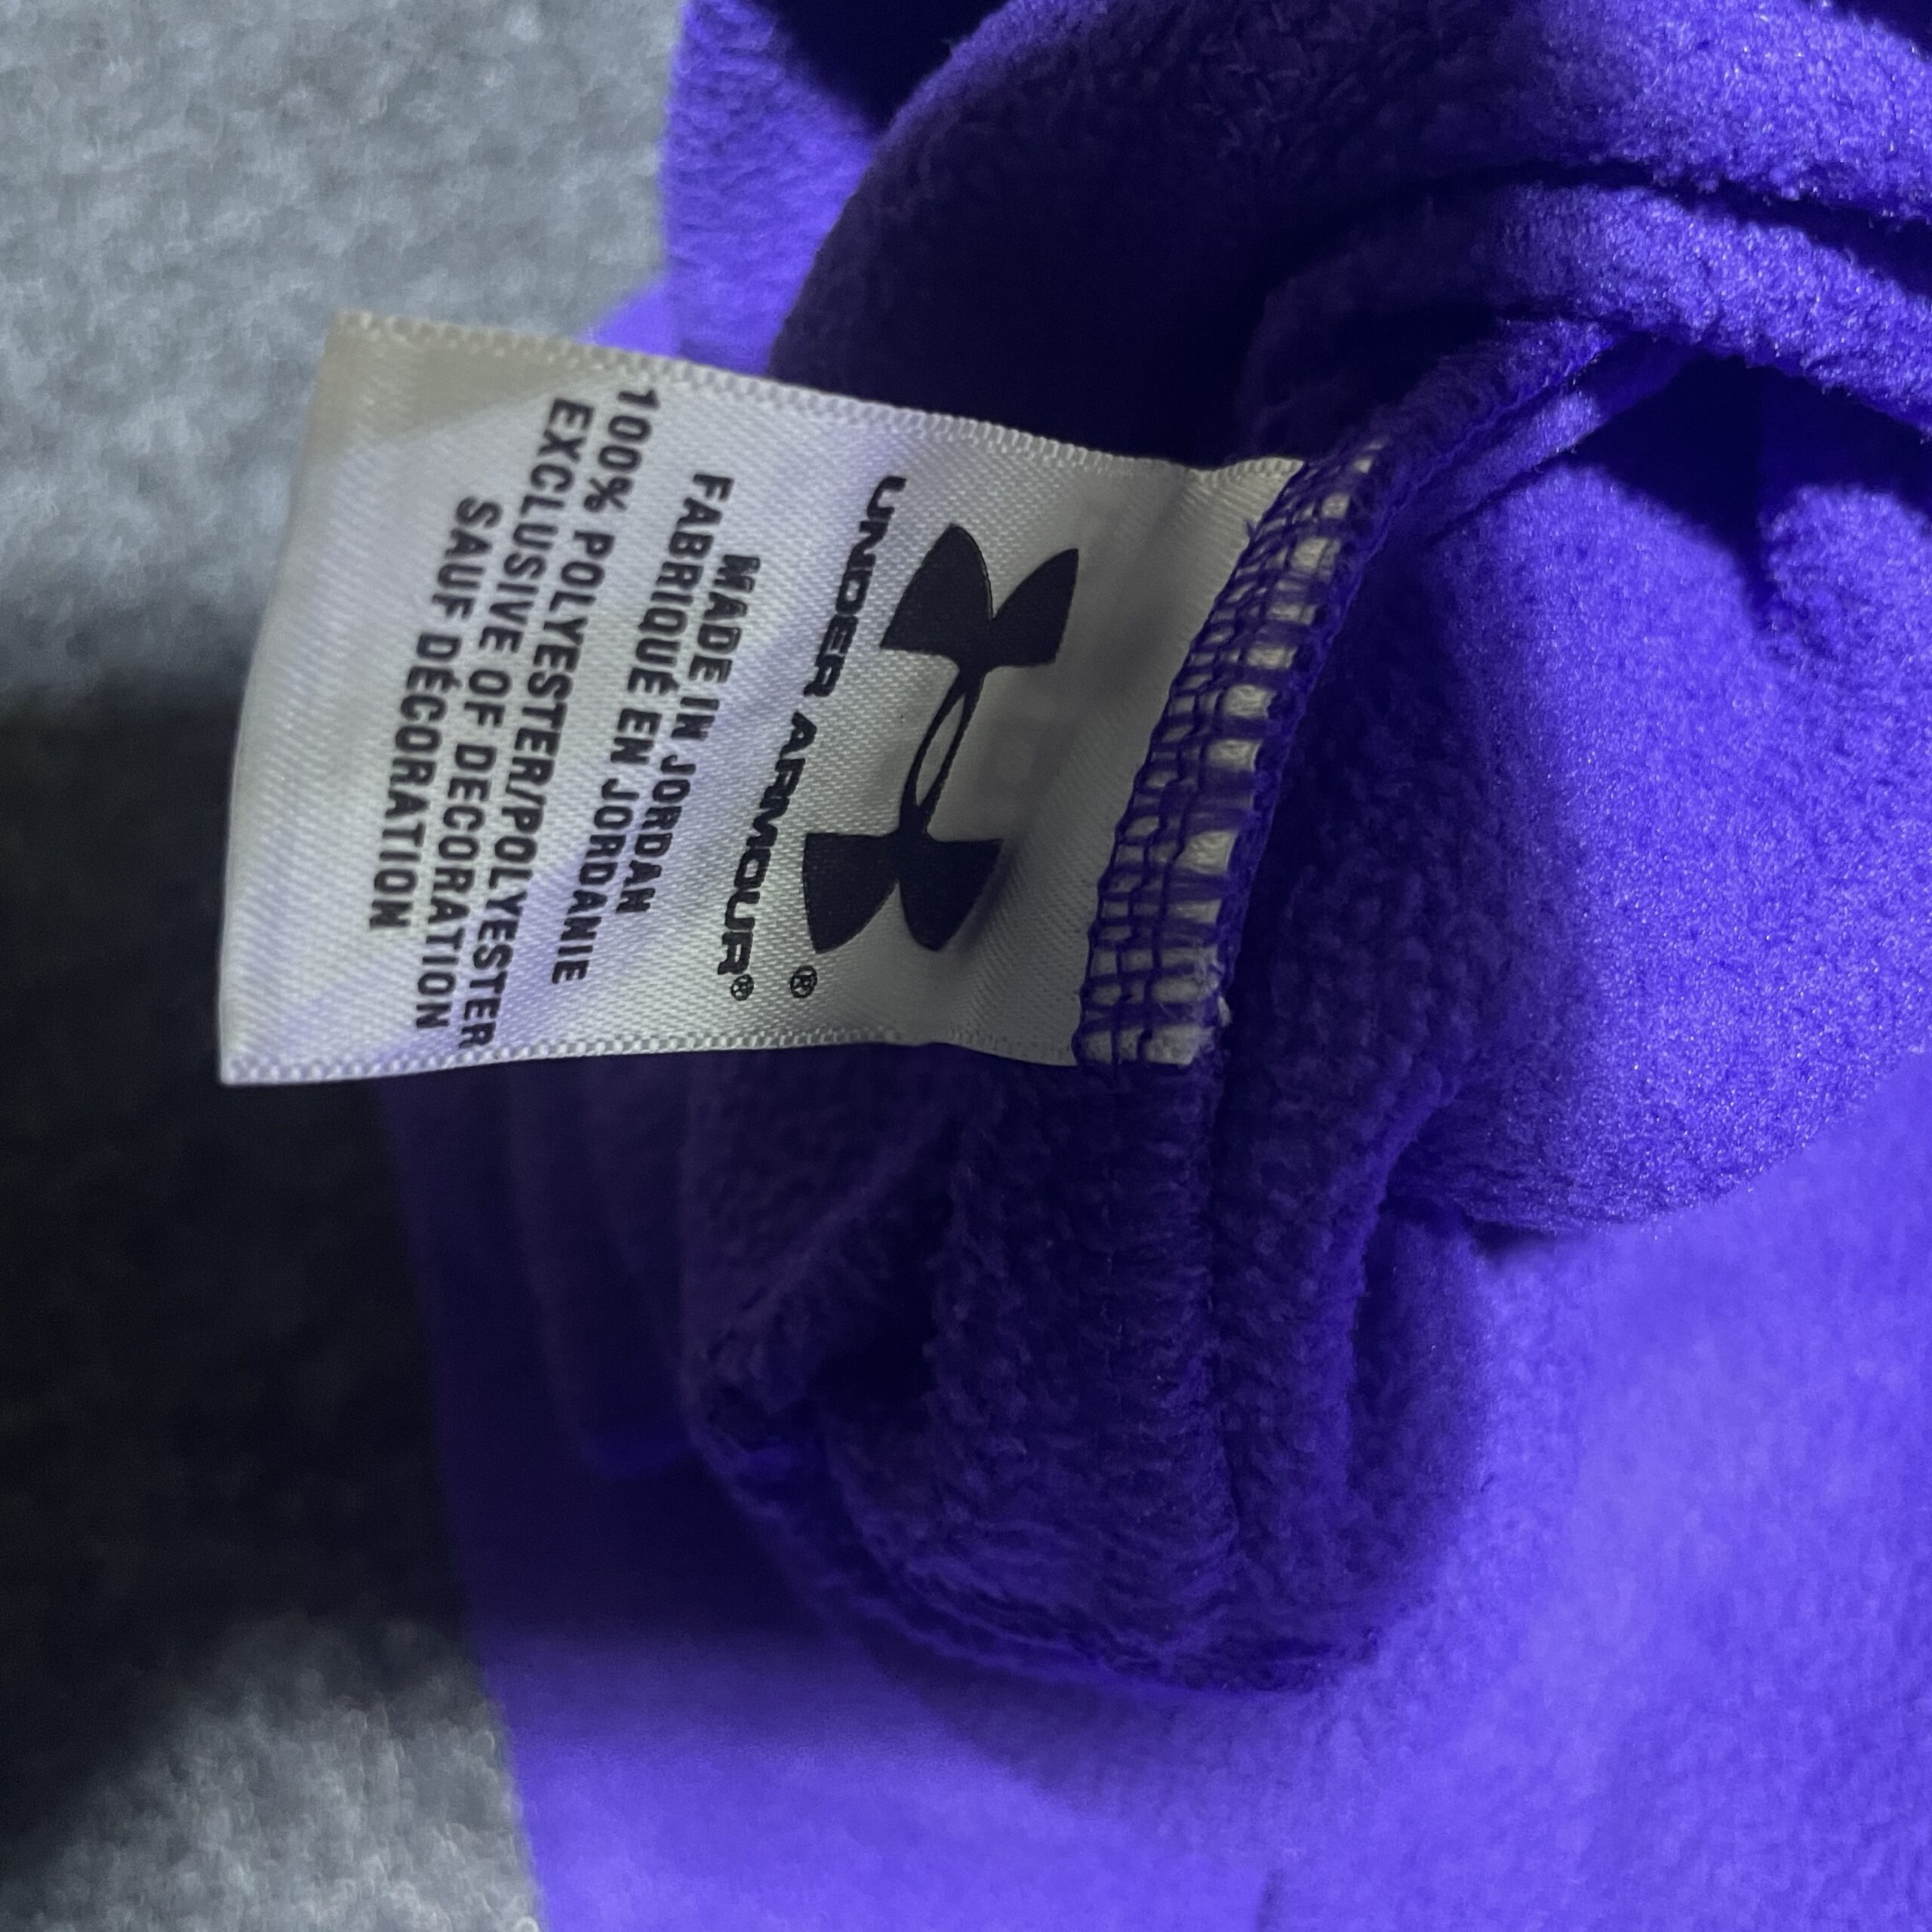 ®
UNDER ARMOUR®
MADE IN JORDAN
FABRIQUÉ EN JORDANIE
100% POLYESTER/POLYESTER
EXCLUSIVE OF DECORATION
SAUF DÉCORATION